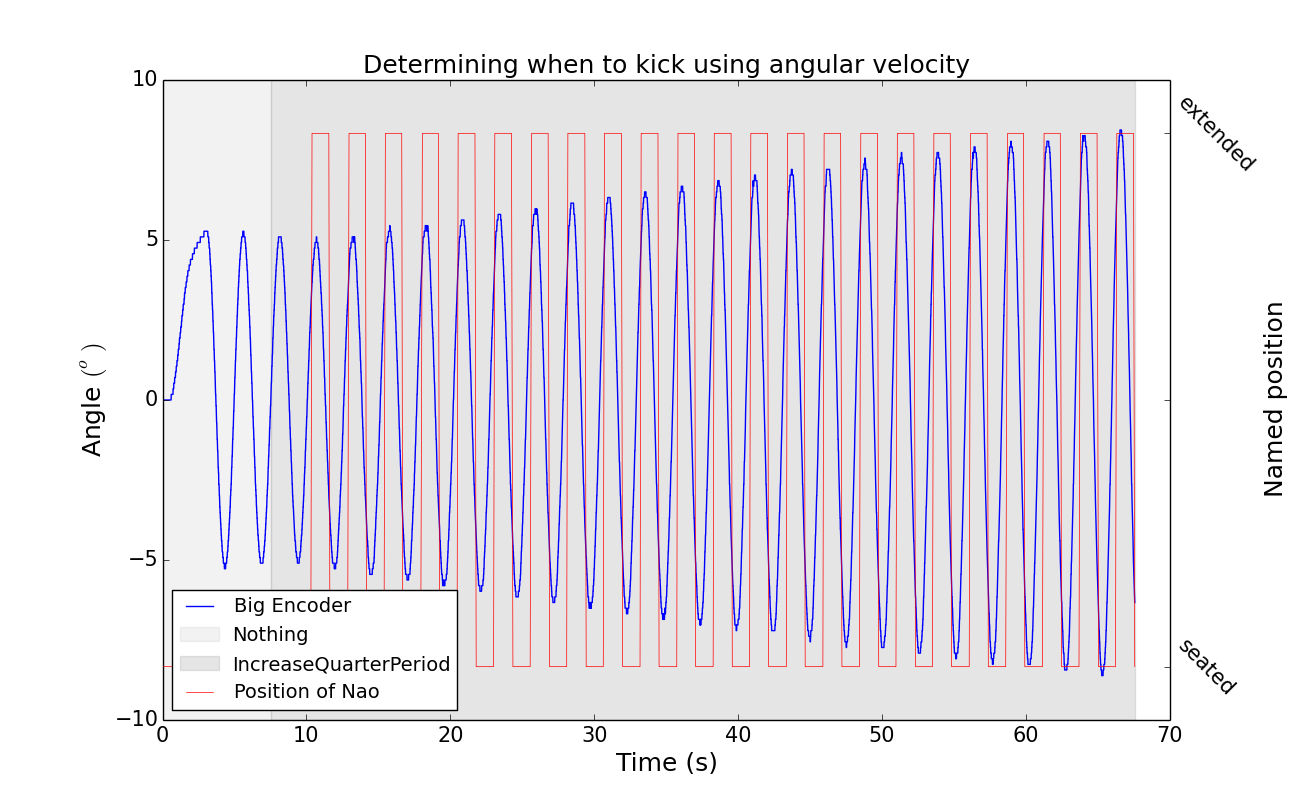 Determining when to kick using angular velocity
10
5
0
−5
−10
Angle (°)
0 10 20 30 40 50 60 70
Time (s)
extended
seated
Named position
Big Encoder
Nothing
IncreaseQuarterPeriod
Position of Nao